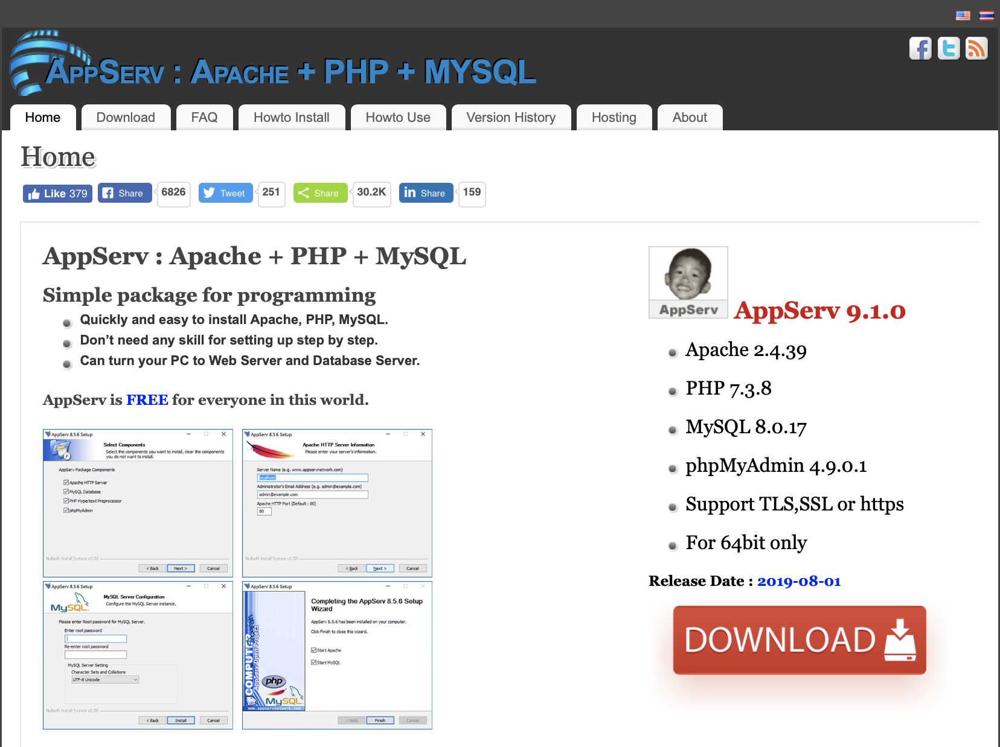 AppServ : Apache + PHP + MYSQL
Home
Download
FAQ
Howto Install
Howto Use
Version History
Hosting
About
Home
Like 379
Share
6826
Tweet
251
Share
30.2K
Share
159
AppServ : Apache + PHP + MySQL
Simple package for programming
Quickly and easy to install Apache, PHP, MySQL.
Don’t need any skill for setting up step by step.
Can turn your PC to Web Server and Database Server.
AppServ is FREE for everyone in this world.
AppServ 8.5.6 Setup
Select Components
Select the components you want to install, clear the components
you do not want to install.
AppServ Package Components
Apache HTTP Server
MySQL Database
PHP Hypertext Preprocessor
phpMyAdmin
Nullsoft Install System v2.50
< Back
Next >
Cancel
AppServ 8.5.6 Setup
Apache HTTP Server Information
Please enter your server's information.
Server Name (e.g. www.appservnetwork.com)
localhost
Administrator's Email Address (e.g. admin@example.com)
admin@example.com
Apache HTTP Port (Default : 80)
80
Nullsoft Install System v2.50
< Back
Next >
Cancel
AppServ 8.5.6 Setup
MySQL
MySQL Server Configuration
Configure the MySQL Server instance.
Please enter Root password for MySQL Server.
Enter root password
Re-enter root password
MySQL Server Setting
Character Sets and Collations
UTF-8 Unicode
Nullsoft Install System v2.50
< Back
Install
Cancel
AppServ 8.5.6 Setup
Completing the AppServ 8.5.6 Setup
Wizard
AppServ 8.5.6 has been installed on your computer.
Click Finish to close this wizard.
Start Apache
Start MySQL
COMPUTER
AppServ Open Project
php
MySQL
www.appservnetwork.com
< Back
Finish
Cancel
AppServ
AppServ 9.1.0
Apache 2.4.39
PHP 7.3.8
MySQL 8.0.17
phpMyAdmin 4.9.0.1
Support TLS,SSL or https
For 64bit only
Release Date : 2019-08-01
DOWNLOAD